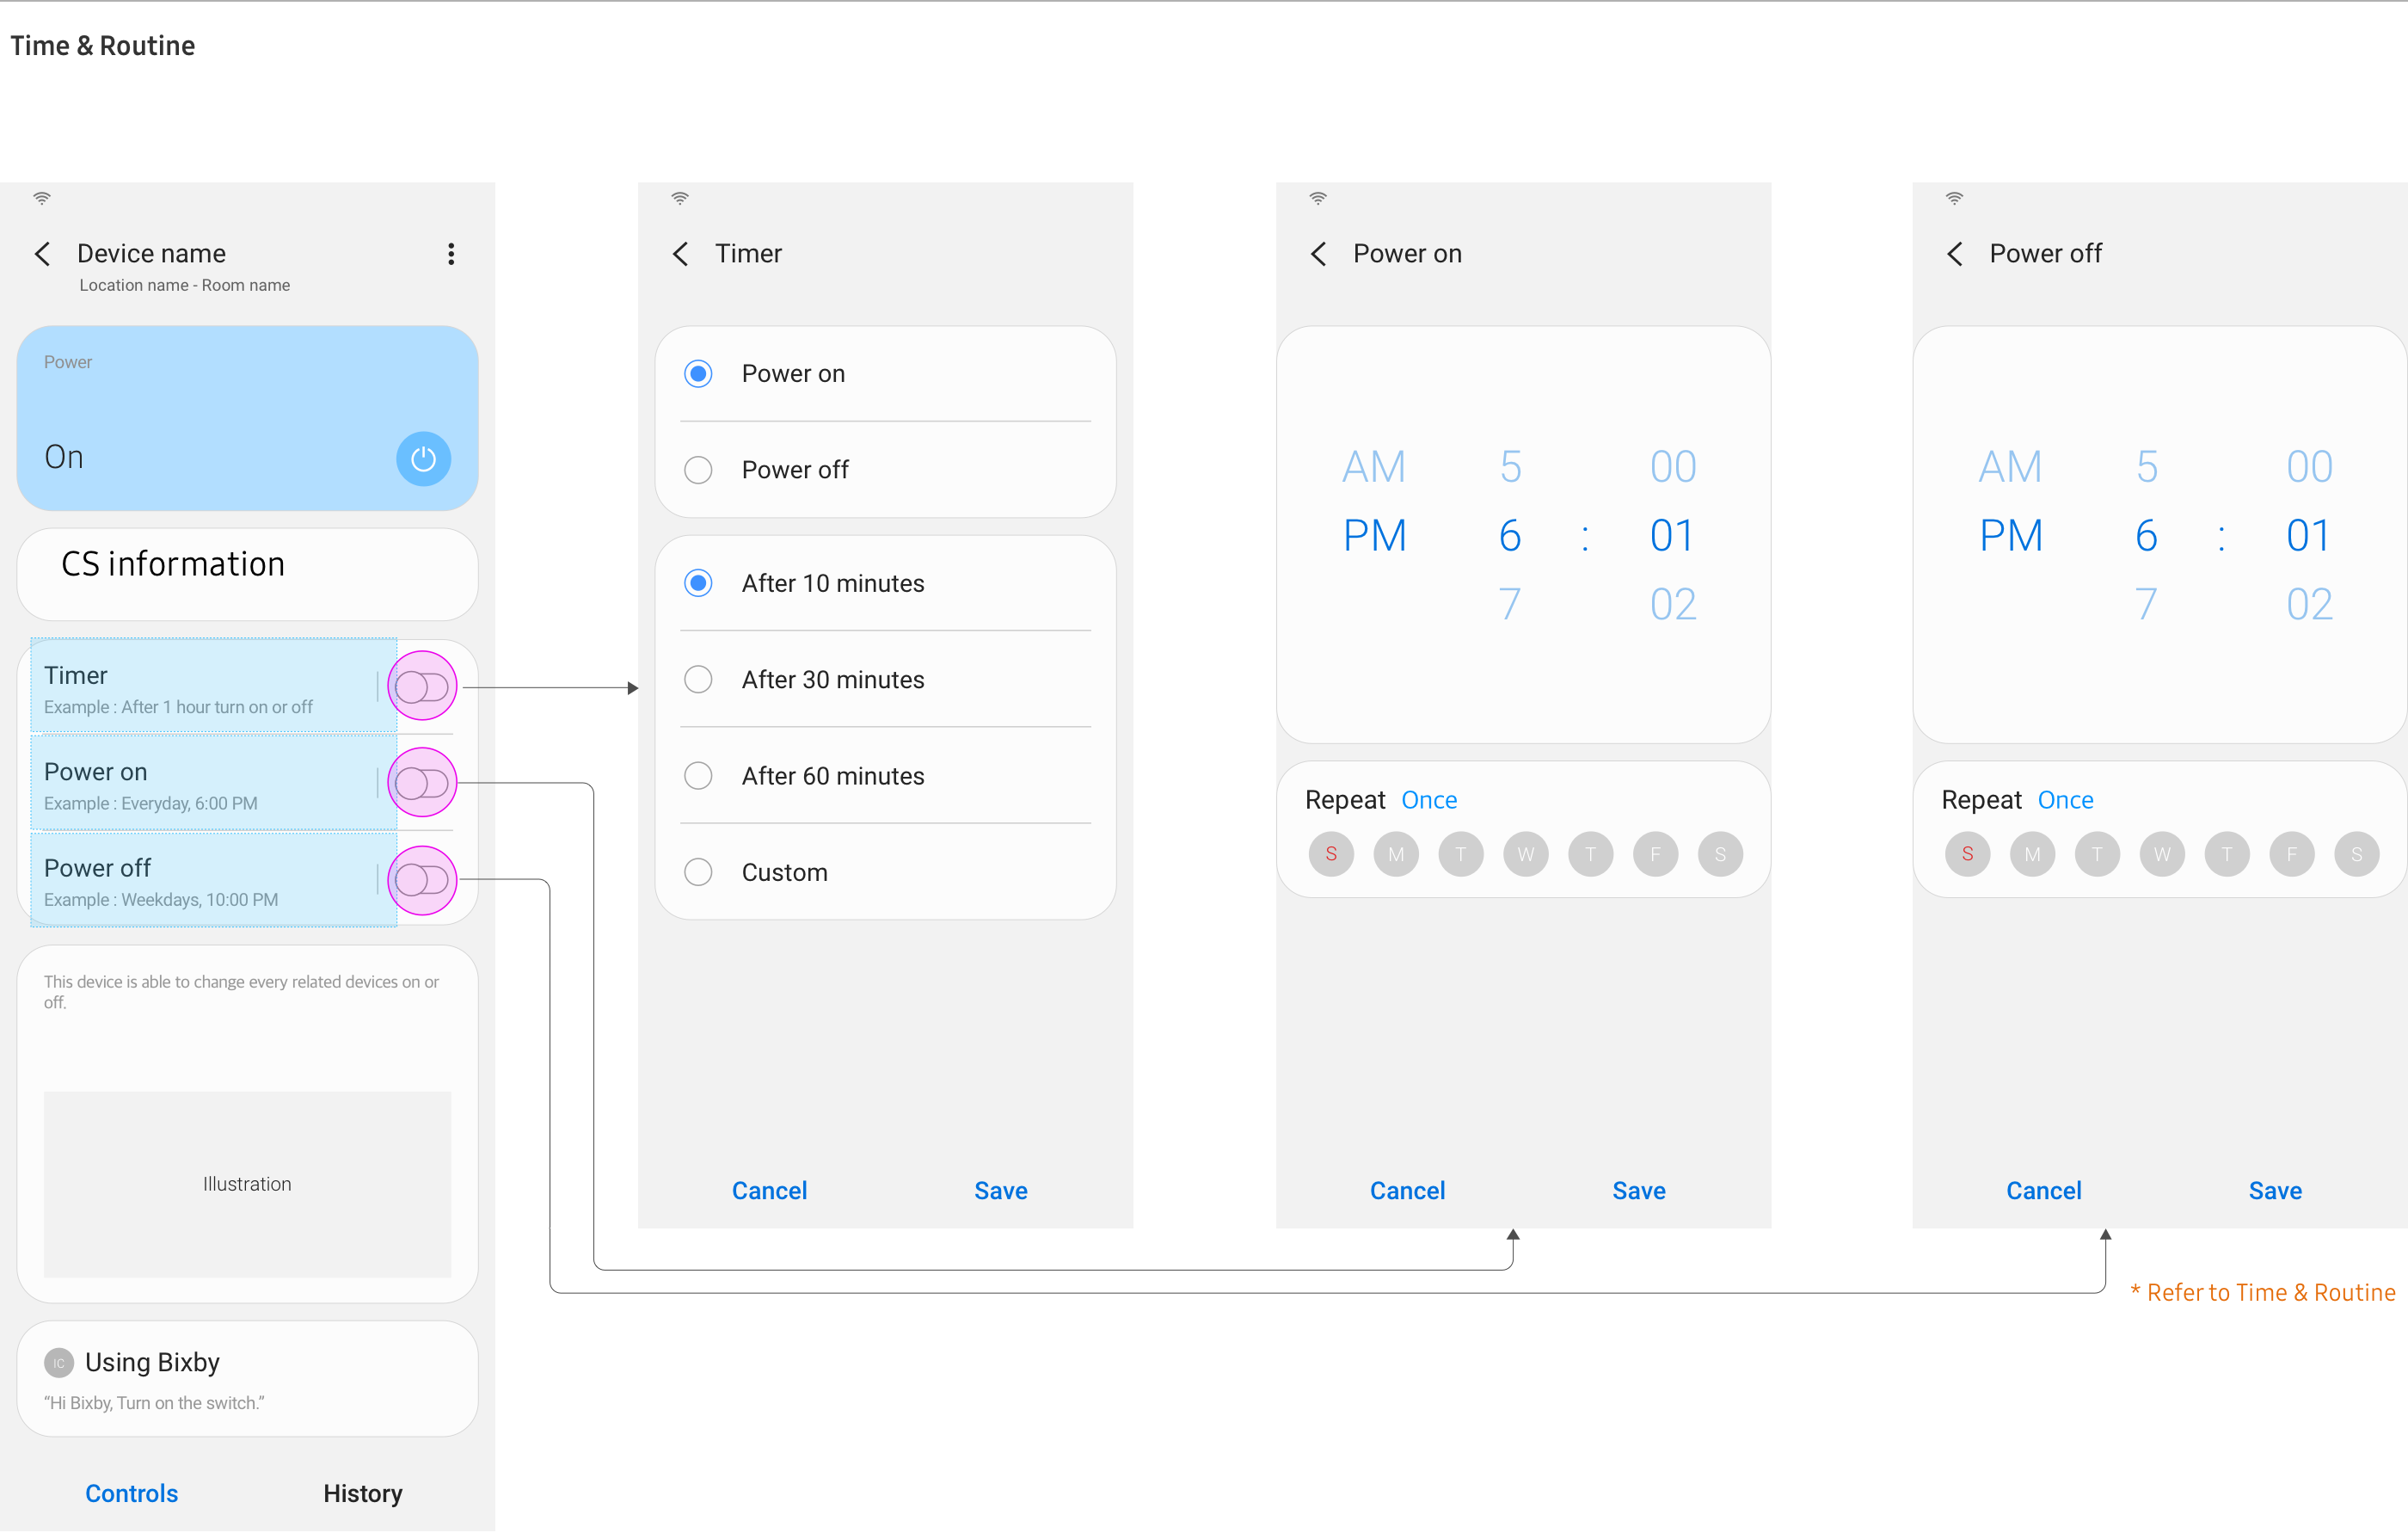 Time & Routine
Device name
Location name - Room name
Power
On
CS information
Timer
Example : After 1 hour turn on or off
Power on
Example : Everyday, 6:00 PM
Power off
Example : Weekdays, 10:00 PM
This device is able to change every related devices on or
off.
Illustration
IC Using Bixby
“Hi Bixby, Turn on the switch.”
Controls History
Timer
Power on
Power off
After 10 minutes
After 30 minutes
After 60 minutes
Custom
Cancel Save
Power on
AM 5 00
PM 6 : 01
7 02
Repeat Once
S M T W T F S
Cancel Save
Power off
AM 5 00
PM 6 : 01
7 02
Repeat Once
S M T W T F S
Cancel Save
* Refer to Time & Routine